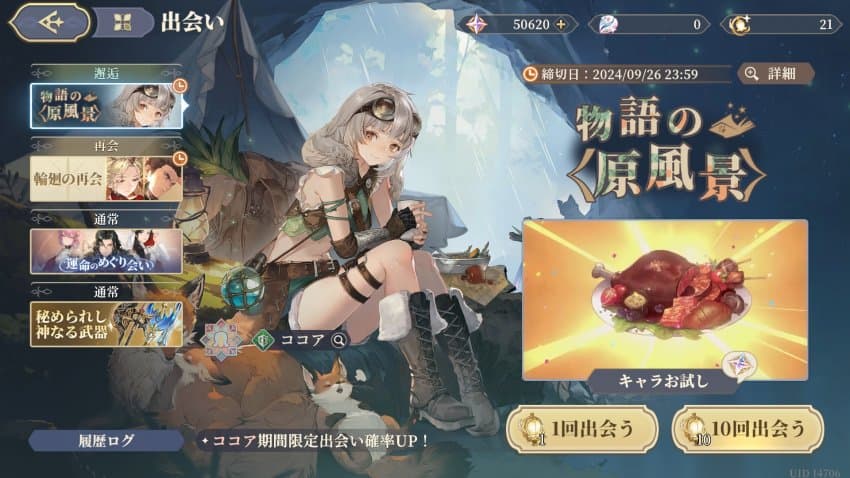 出会い
50620
0
21
締切日：2024/09/26 23:59
詳細
邂逅
物語の
〈原風景〉
再会
輪廻の再会
通常
〈運命のめぐり会い〉
通常
秘められし
神なる武器
物語の
〈原風景〉
ココア
キャラお試し
履歴ログ
ココア期間限定出会い確率UP！
1
1回出会う
10
10回出会う
UID 14706